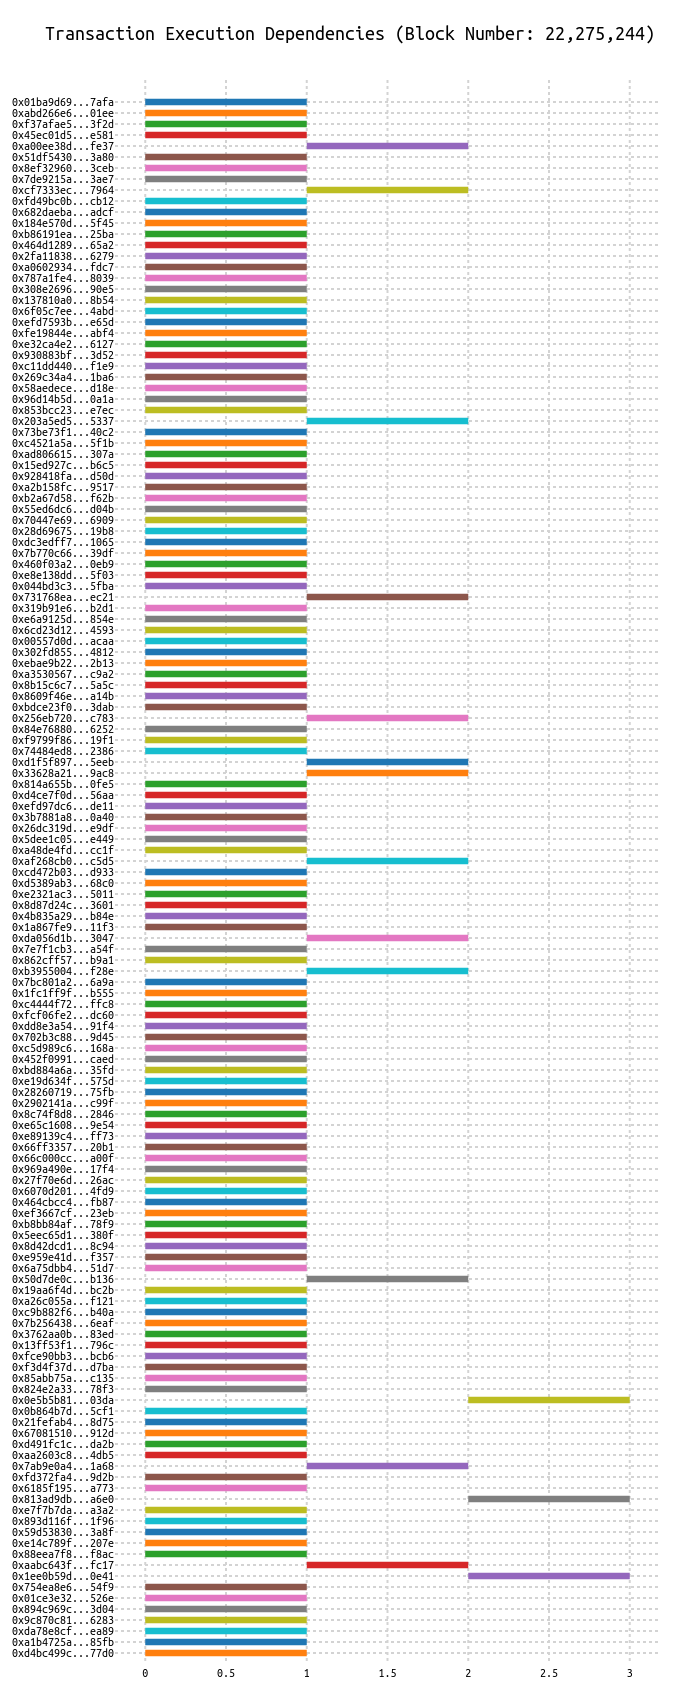 Transaction Execution Dependencies (Block Number: 22,275,244)
0x01ba9d69...7afa
0xabd266e6...01ee
0xf37afae5...3f2d
0x45ec01d5...e581
0xa00ee38d...fe37
0x51df5430...3a80
0x8ef32960...3ceb
0x7de9215a...3ae7
0xcf7333ec...7964
0xfd49bc0b...cb12
0x682daeba...adcf
0x184e570d...5f45
0xb86191ea...25ba
0x464d1289...65a2
0x2fa11838...6279
0xa0602934...fdc7
0x787a1fe4...8039
0x308e2696...90e5
0x137810a0...8b54
0x6f05c7ee...4abd
0xefd7593b...e65d
0xfe19844e...abf4
0xe32ca4e2...6127
0x930883bf...3d52
0xc11dd440...f1e9
0x269c34a4...1ba6
0x58aedece...d18e
0x96d14b5d...0a1a
0x853bcc23...e7ec
0x203a5ed5...5337
0x73be73f1...40c2
0xc4521a5a...5f1b
0xad806615...307a
0x15ed927c...b6c5
0x928418fa...d50d
0xa2b158fc...9517
0xb2a67d58...f62b
0x55ed6dc6...d04b
0x70447e69...6909
0x28d69675...19b8
0xdc3edff7...1065
0x7b770c66...39df
0x460f03a2...0eb9
0xe8e138dd...5f03
0x044bd3c3...5fba
0x731768ea...ec21
0x319b91e6...b2d1
0xe6a9125d...854e
0x6cd23d12...4593
0x00557d0d...acaa
0x302fd855...4812
0xebae9b22...2b13
0xa3530567...c9a2
0x8b15c6c7...5a5c
0x8609f46e...a14b
0xbdce23f0...3dab
0x256eb720...c783
0x84e76880...6252
0xf9799f86...19f1
0x74484ed8...2386
0xd1f5f897...5eeb
0x33628a21...9ac8
0x814a655b...0fe5
0xd4ce7f0d...56aa
0xefd97dc6...de11
0x3b7881a8...0a40
0x26dc319d...e9df
0x5dee1c05...e449
0xa48de4fd...cc1f
0xaf268cb0...c5d5
0xcd472b03...d933
0xd5389ab3...68c0
0xe2321ac3...5011
0x8d87d24c...3601
0x4b835a29...b84e
0x1a867fe9...11f3
0xda056d1b...3047
0x7e7f1cb3...a54f
0x862cff57...b9a1
0xb3955004...f28e
0x7bc801a2...6a9a
0x1fc1ff9f...b555
0xc4444f72...ffc8
0xfcf06fe2...dc60
0xdd8e3a54...91f4
0x702b3c88...9d45
0xc5d989c6...168a
0x452f0991...caed
0xbd884a6a...35fd
0xe19d634f...575d
0x28260719...75fb
0x2902141a...c99f
0x8c74f8d8...2846
0xe65c1608...9e54
0xe89139c4...ff73
0x66ff3357...20b1
0x66c000cc...a00f
0x969a490e...17f4
0x27f70e6d...26ac
0x6070d201...4fd9
0x464cbcc4...fb87
0xef3667cf...23eb
0xb8bb84af...78f9
0x5eec65d1...380f
0x8d42dcd1...8c94
0xe959e41d...f357
0x6a75dbb4...51d7
0x50d7de0c...b136
0x19aa6f4d...bc2b
0xa26c055a...f121
0xc9b882f6...b40a
0x7b256438...6eaf
0x3762aa0b...83ed
0x13ff53f1...796c
0xfce90bb3...bcb6
0xf3d4f37d...d7ba
0x85abb75a...c135
0x824e2a33...78f3
0x0e5b5b81...03da
0x0b864b7d...5cf1
0x21fefab4...8d75
0x67081510...912d
0xd491fc1c...da2b
0xaa2603c8...4db5
0x7ab9e0a4...1a68
0xfd372fa4...9d2b
0x6185f195...a773
0x813ad9db...a6e0
0xe7f7b7da...a3a2
0x893d116f...1f96
0x59d53830...3a8f
0xe14c789f...207e
0x88eea7f8...f8ac
0xaabc643f...fc17
0x1ee0b59d...0e41
0x754ea8e6...54f9
0x01ce3e32...526e
0x894c969c...3d04
0x9c870c81...6283
0xda78e8cf...ea89
0xa1b4725a...85fb
0xd4bc499c...77d0
0 0.5 1 1.5 2 2.5 3